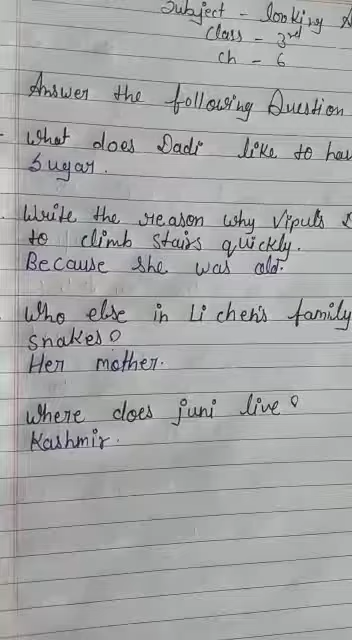 Subject - looking A
Class - 3rd
ch - 6
Answer the following Question
What does Dadi like to hav
Sugar.
Write the reason why Vipul's D
to climb stairs quickly.
Because she was old.
Who else in Li chen's family
snakes?
Her mother.
Where does juni live?
Kashmir.